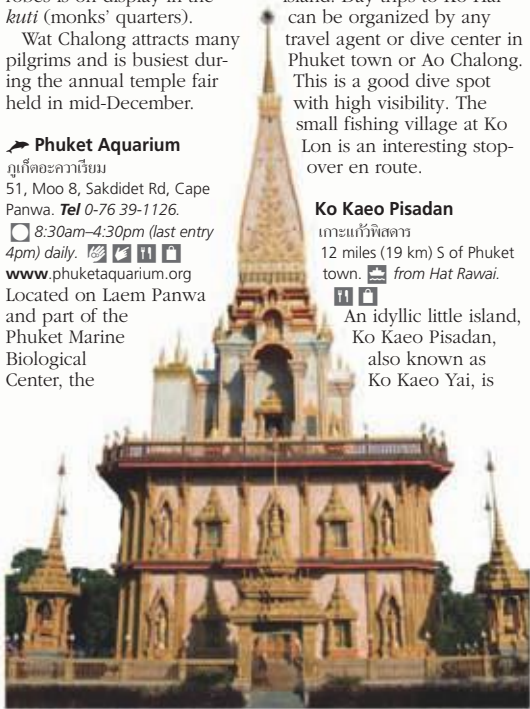 robes is on display in the
kuti (monks' quarters).
Wat Chalong attracts many
pilgrims and is busiest dur-
ing the annual temple fair
held in mid-December.
Phuket Aquarium
ภูเก็ตอะควาเรียม
51, Moo 8, Sakdidet Rd, Cape
Panwa. Tel 0-76 39-1126.
8:30am–4:30pm (last entry
4pm) daily.
www.phuketaquarium.org
Located on Laem Panwa
and part of the
Phuket Marine
Biological
Center, the
island. Day trips to Ko Hai
can be organized by any
travel agent or dive center in
Phuket town or Ao Chalong.
This is a good dive spot
with high visibility. The
small fishing village at Ko
Lon is an interesting stop-
over en route.
Ko Kaeo Pisadan
เกาะแก้วพิสดาร
12 miles (19 km) S of Phuket
town. from Hat Rawai.
An idyllic little island,
Ko Kaeo Pisadan,
also known as
Ko Kaeo Yai, is